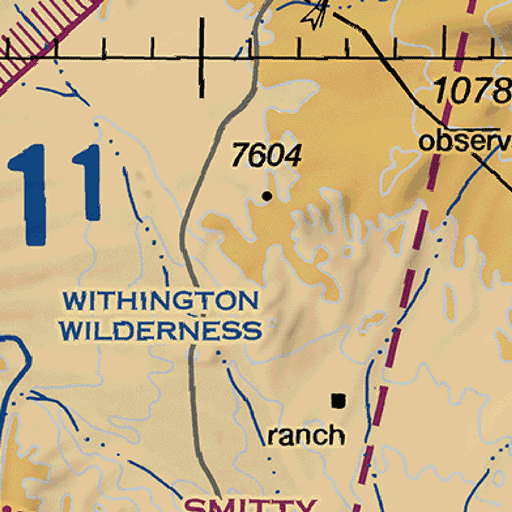 1078
observ
11
7604
WITHINGTON
WILDERNESS
ranch
SMITTY